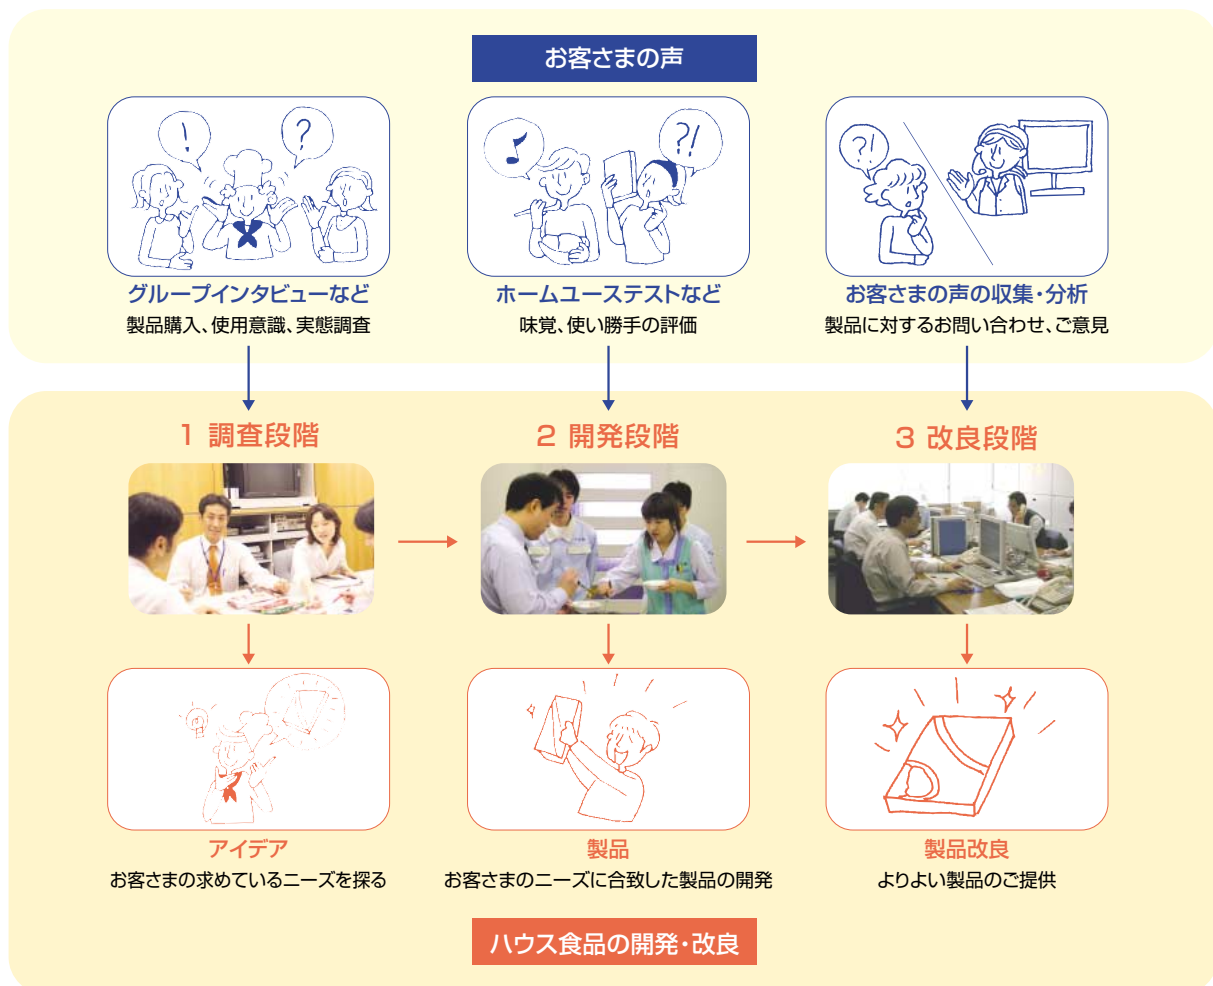 お客さまの声
!
?
?!
?!
グループインタビューなど
製品購入、使用意識、実態調査
ホームユーステストなど
味覚、使い勝手の評価
お客さまの声の収集・分析
製品に対するお問い合わせ、ご意見
1 調査段階
2 開発段階
3 改良段階
アイデア
お客さまの求めているニーズを探る
製品
お客さまのニーズに合致した製品の開発
製品改良
よりよい製品のご提供
ハウス食品の開発・改良